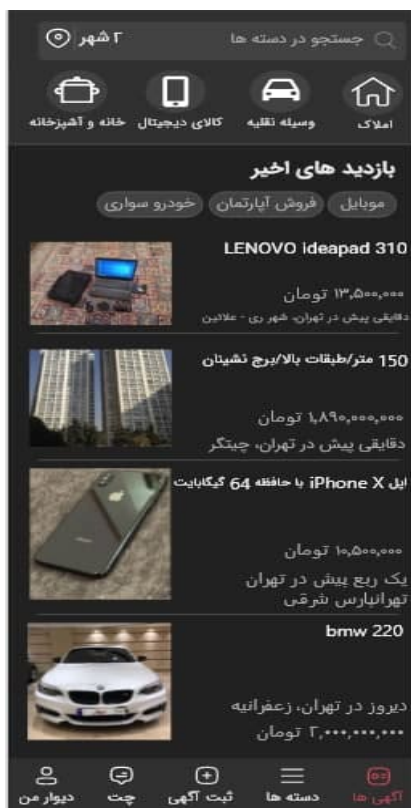 جستجو در دسته ها
۲ شهر
املاک
وسیله نقلیه
کالای دیجیتال
خانه و آشپزخانه
بازدید های اخیر
موبایل
فروش آپارتمان
خودرو سواری
LENOVO ideapad 310
۱۳,۵۰۰,۰۰۰ تومان
دقایقی پیش در تهران، شهر ری - علائین
150 متر/طبقات بالا/برج نشینان
۱,۸۹۰,۰۰۰,۰۰۰ تومان
دقایقی پیش در تهران، چیتگر
اپل iPhone X با حافظه 64 گیگابایت
۱۰,۵۰۰,۰۰۰ تومان
یک ربع پیش در تهران
تهرانپارس شرقی
bmw 220
دیروز در تهران، زعفرانیه
۲,۰۰۰,۰۰۰,۰۰۰ تومان
آگهی ها
دسته ها
ثبت آگهی
چت
دیوار من